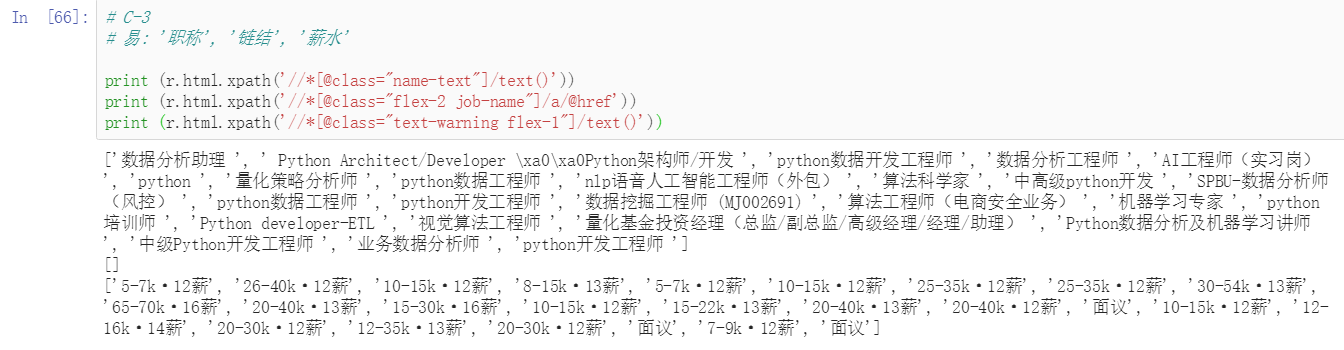 In [66]:
# C-3
# 易: '职称', '链结', '薪水'
print (r.html.xpath('//*[@class="name-text"]/text()'))
print (r.html.xpath('//*[@class="flex-2 job-name"]/a/@href'))
print (r.html.xpath('//*[@class="text-warning flex-1"]/text()'))
['数据分析助理 ', ' Python Architect/Developer \xa0\xa0Python架构师/开发 ', 'python数据开发工程师 ', '数据分析工程师 ', 'AI工程师（实习岗）
', 'python ', '量化策略分析师 ', 'python数据工程师 ', 'nlp语音人工智能工程师（外包） ', '算法科学家 ', '中高级python开发 ', 'SPBU-数据分析师
（风控） ', 'python数据工程师 ', 'python开发工程师 ', '数据挖掘工程师 (MJ002691) ', '算法工程师（电商安全业务） ', '机器学习专家 ', 'python
培训师 ', 'Python developer-ETL ', '视觉算法工程师 ', '量化基金投资经理（总监/副总监/高级经理/经理/助理） ', 'Python数据分析及机器学习讲师
', '中级Python开发工程师 ', '业务数据分析师 ', 'python开发工程师 ']
[]
['5-7k·12薪', '26-40k·12薪', '10-15k·12薪', '8-15k·13薪', '5-7k·12薪', '10-15k·12薪', '25-35k·12薪', '25-35k·12薪', '30-54k·13薪',
'65-70k·16薪', '20-40k·13薪', '15-30k·16薪', '10-15k·12薪', '15-22k·13薪', '20-40k·13薪', '20-40k·12薪', '面议', '10-15k·12薪', '12-
16k·14薪', '20-30k·12薪', '12-35k·13薪', '20-30k·12薪', '面议', '7-9k·12薪', '面议']